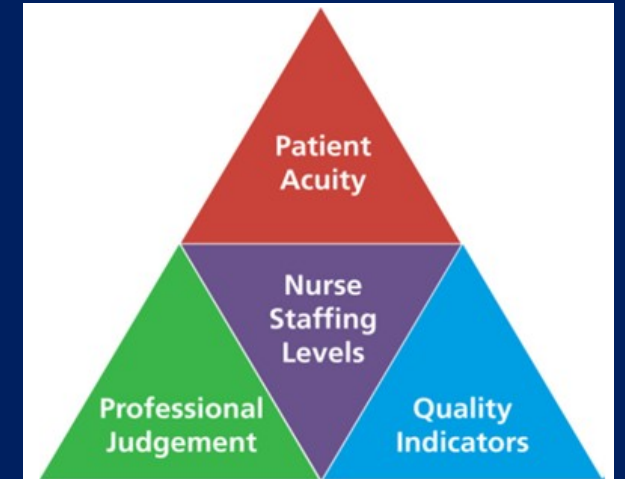 Patient
Acuity
Nurse
Staffing
Levels
Professional
Judgement
Quality
Indicators